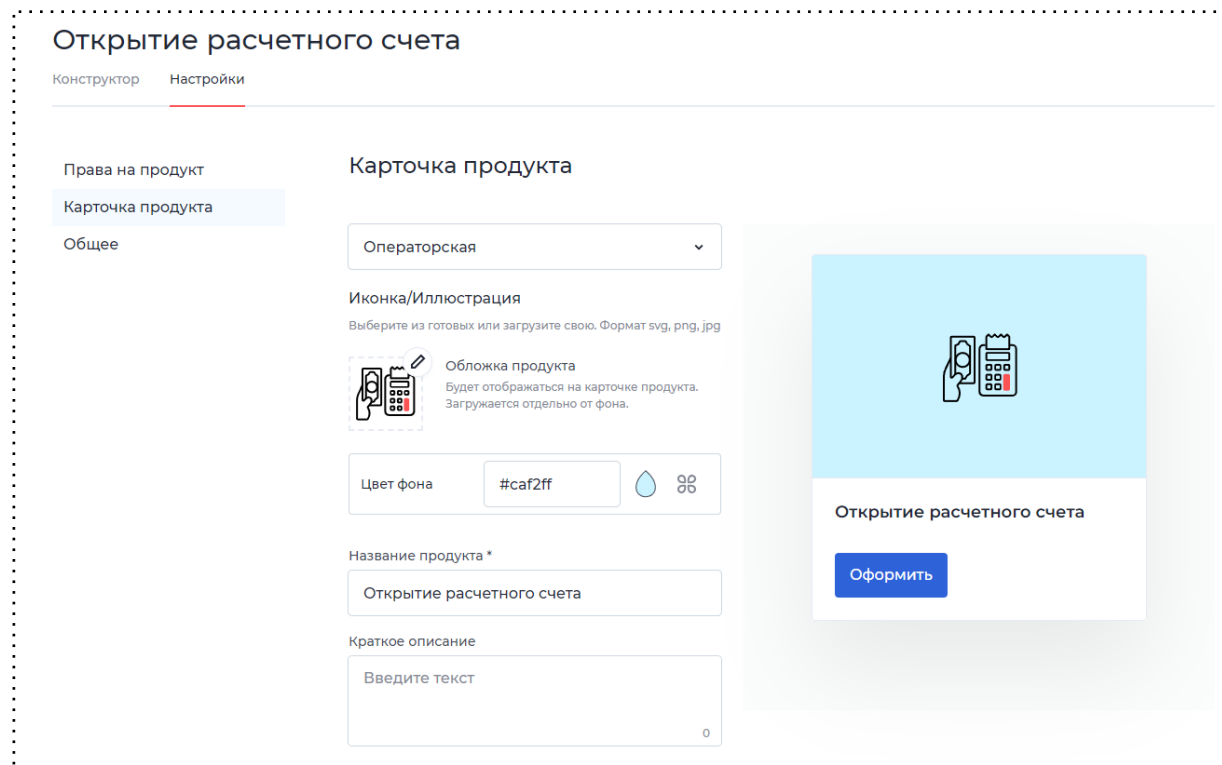 Открытие расчетного счета
Конструктор Настройки
Права на продукт
Карточка продукта
Общее
Карточка продукта
Операторская
Иконка/Иллюстрация
Выберите из готовых или загрузите свою. Формат svg, png, jpg
Обложка продукта
Будет отображаться на карточке продукта.
Загружается отдельно от фона.
Цвет фона #caf2ff
Название продукта *
Открытие расчетного счета
Краткое описание
Введите текст
0
Открытие расчетного счета
Оформить